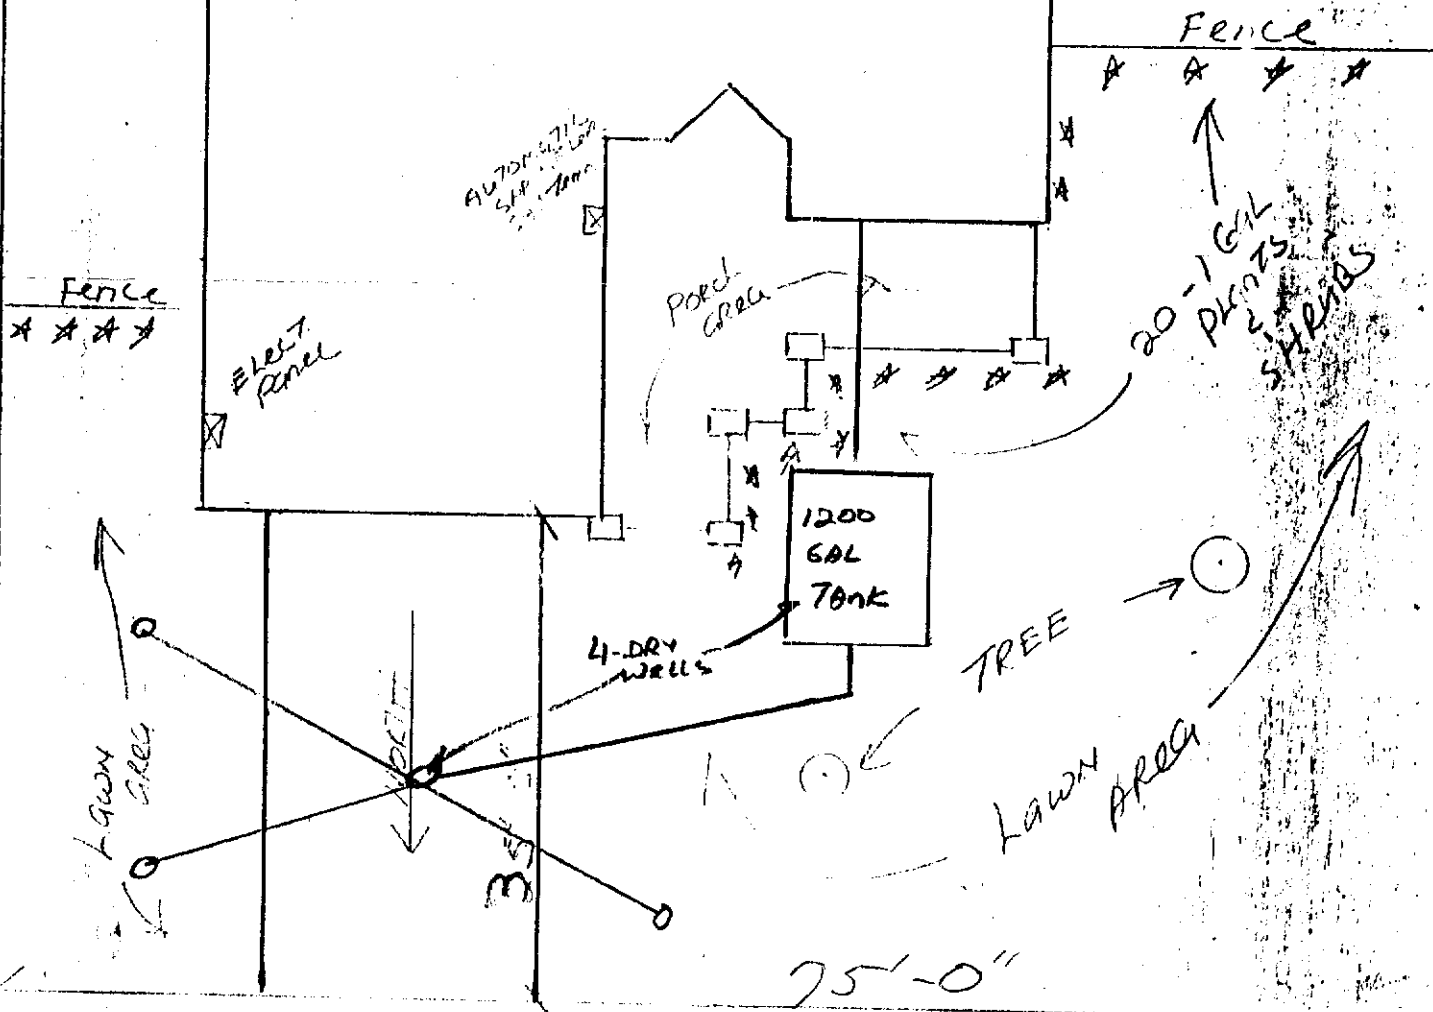 Fence
Fence
ELECT.
PANEL
PORCH
AREA
20-1 GAL
PLANTS
SHRUBS
1200
GAL
TANK
4-DRY
WELLS
TREE
LAWN
AREA
LAWN
AREA
NORTH
75'-0"